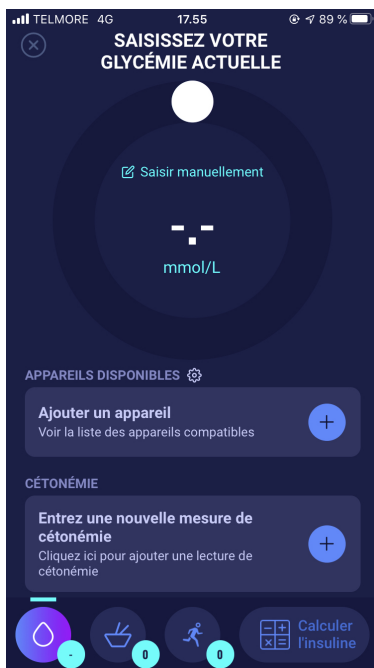 TELMORE 4G 17.55 89 %
SAISISSEZ VOTRE
GLYCÉMIE ACTUELLE
Saisir manuellement
-.-
mmol/L
APPAREILS DISPONIBLES
Ajouter un appareil
Voir la liste des appareils compatibles
CÉTONÉMIE
Entrez une nouvelle mesure de
cétonémie
Cliquez ici pour ajouter une lecture de
cétonémie
- 0 0
Calculer
l'insuline